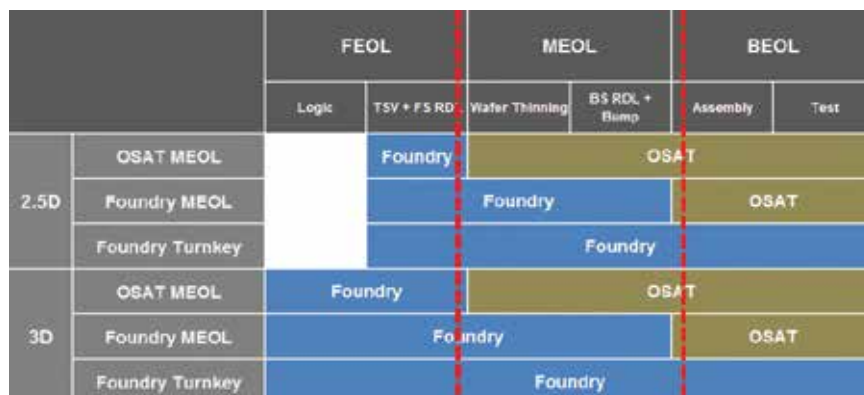 FEOL MEOL BEOL
Logic TSV + FS RDL Wafer Thinning BS RDL + Bump Assembly Test
2.5D
OSAT MEOL Foundry OSAT
Foundry MEOL Foundry OSAT
Foundry Turnkey Foundry
3D
OSAT MEOL Foundry OSAT
Foundry MEOL Foundry OSAT
Foundry Turnkey Foundry